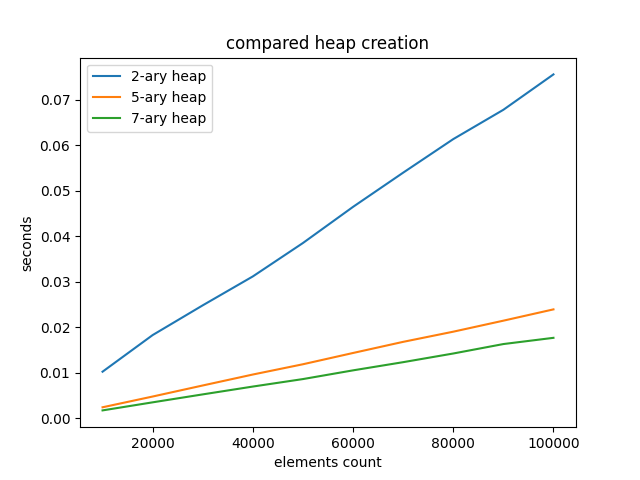 compared heap creation
2-ary heap
5-ary heap
7-ary heap
0.07
0.06
0.05
0.04
0.03
0.02
0.01
0.00
seconds
20000 40000 60000 80000 100000
elements count